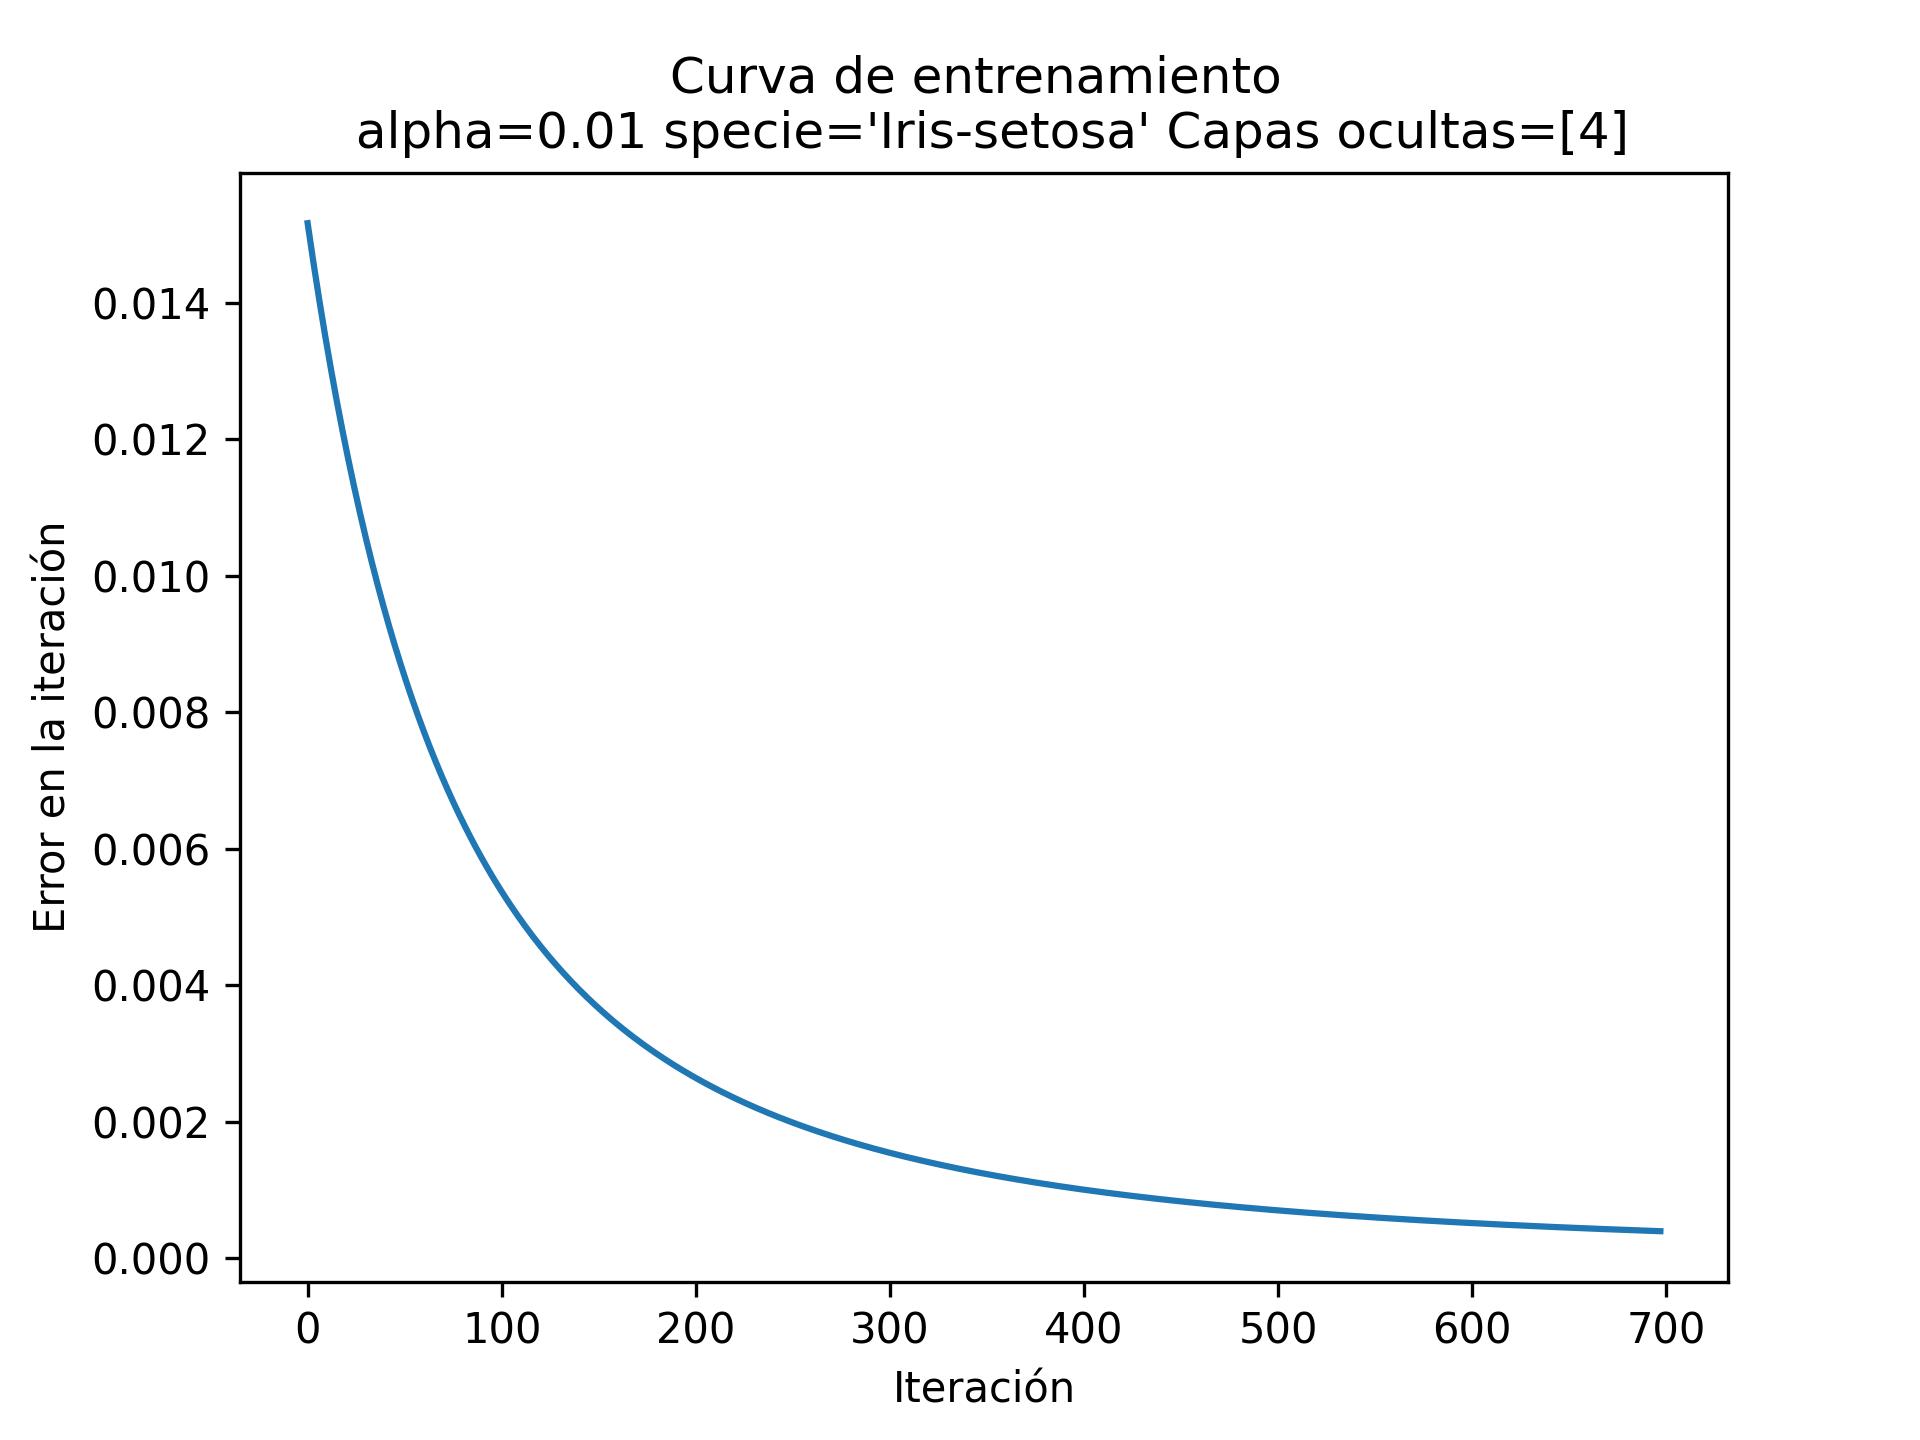 Curva de entrenamiento
alpha=0.01 specie='Iris-setosa' Capas ocultas=[4]
Error en la iteración
0.014
0.012
0.010
0.008
0.006
0.004
0.002
0.000
0 100 200 300 400 500 600 700
Iteración